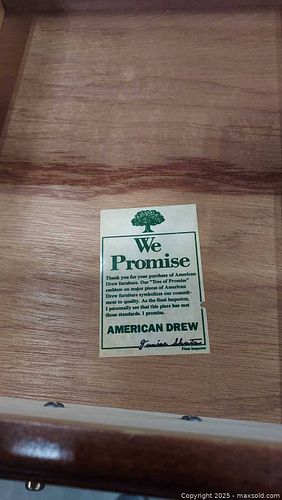 We
Promise
Thank you for your purchase of American
Drew furniture. Our "Tree of Promise"
emblem on major pieces of American
Drew furniture symbolizes our commit-
ment to quality. As the final inspector,
I personally see that this piece has met
these standards. I promise.
AMERICAN DREW
Final Inspector
Copyright © 2025 - maxsold.com